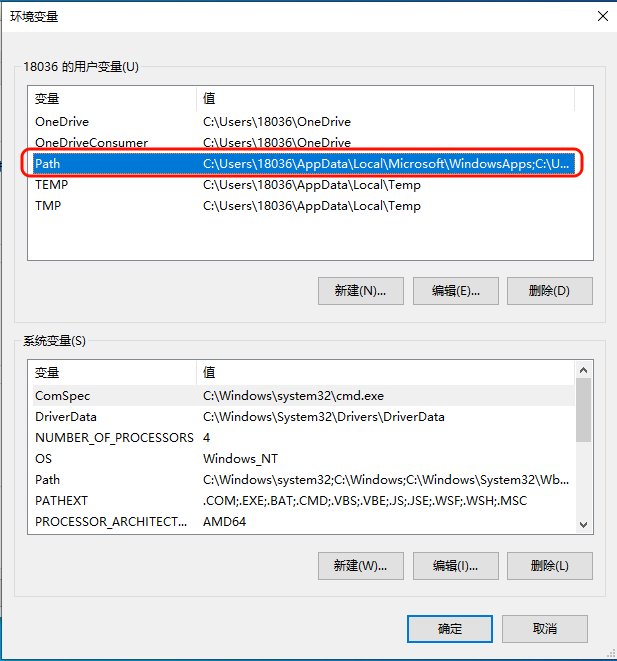 环境变量
18036 的用户变量(U)
变量 值
OneDrive C:\Users\18036\OneDrive
OneDriveConsumer C:\Users\18036\OneDrive
Path C:\Users\18036\AppData\Local\Microsoft\WindowsApps;C:\U...
TEMP C:\Users\18036\AppData\Local\Temp
TMP C:\Users\18036\AppData\Local\Temp
新建(N)... 编辑(E)... 删除(D)
系统变量(S)
变量 值
ComSpec C:\Windows\system32\cmd.exe
DriverData C:\Windows\System32\Drivers\DriverData
NUMBER_OF_PROCESSORS 4
OS Windows_NT
Path C:\Windows\system32;C:\Windows;C:\Windows\System32\Wb...
PATHEXT .COM;.EXE;.BAT;.CMD;.VBS;.VBE;.JS;.JSE;.WSF;.WSH;.MSC
PROCESSOR_ARCHITECT... AMD64
新建(W)... 编辑(I)... 删除(L)
确定 取消